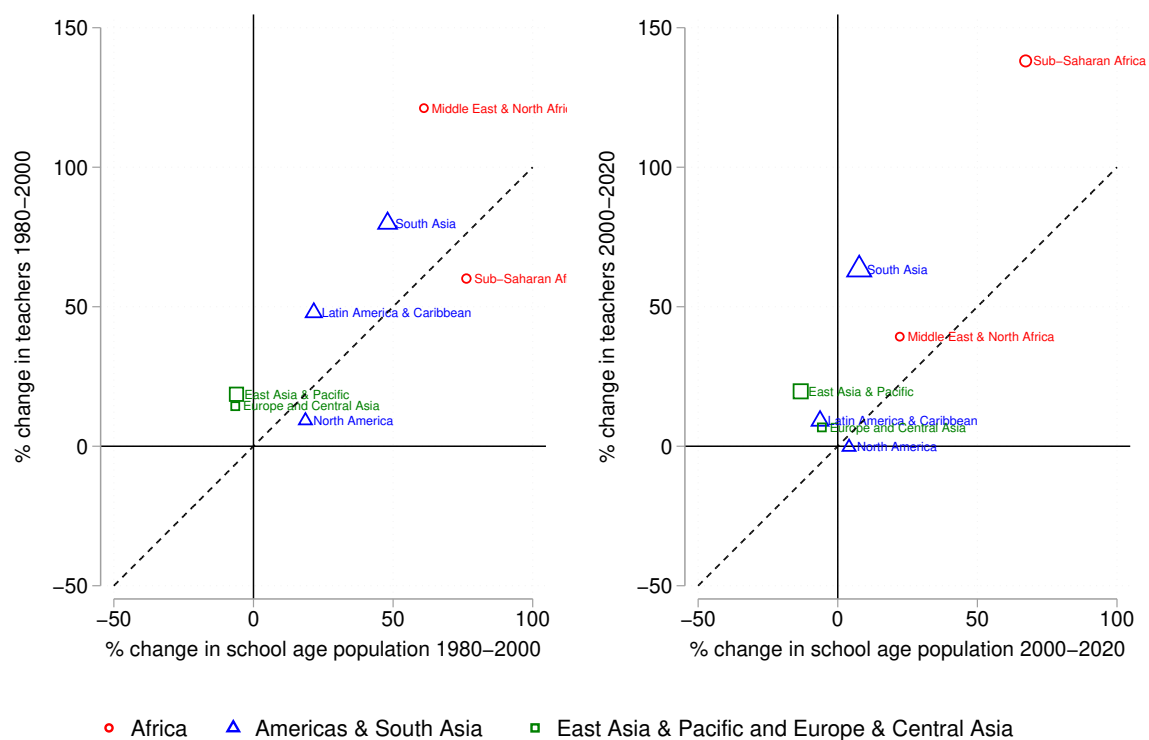 150
100
50
0
−50
% change in teachers 1980−2000
Middle East & North Afri
South Asia
Sub−Saharan Af
Latin America & Caribbean
East Asia & Pacific
Europe and Central Asia
North America
−50 0 50 100
% change in school age population 1980−2000
150
100
50
0
−50
% change in teachers 2000−2020
Sub−Saharan Africa
South Asia
Middle East & North Africa
East Asia & Pacific
Latin America & Caribbean
Europe and Central Asia
North America
−50 0 50 100
% change in school age population 2000−2020
Africa Americas & South Asia East Asia & Pacific and Europe & Central Asia